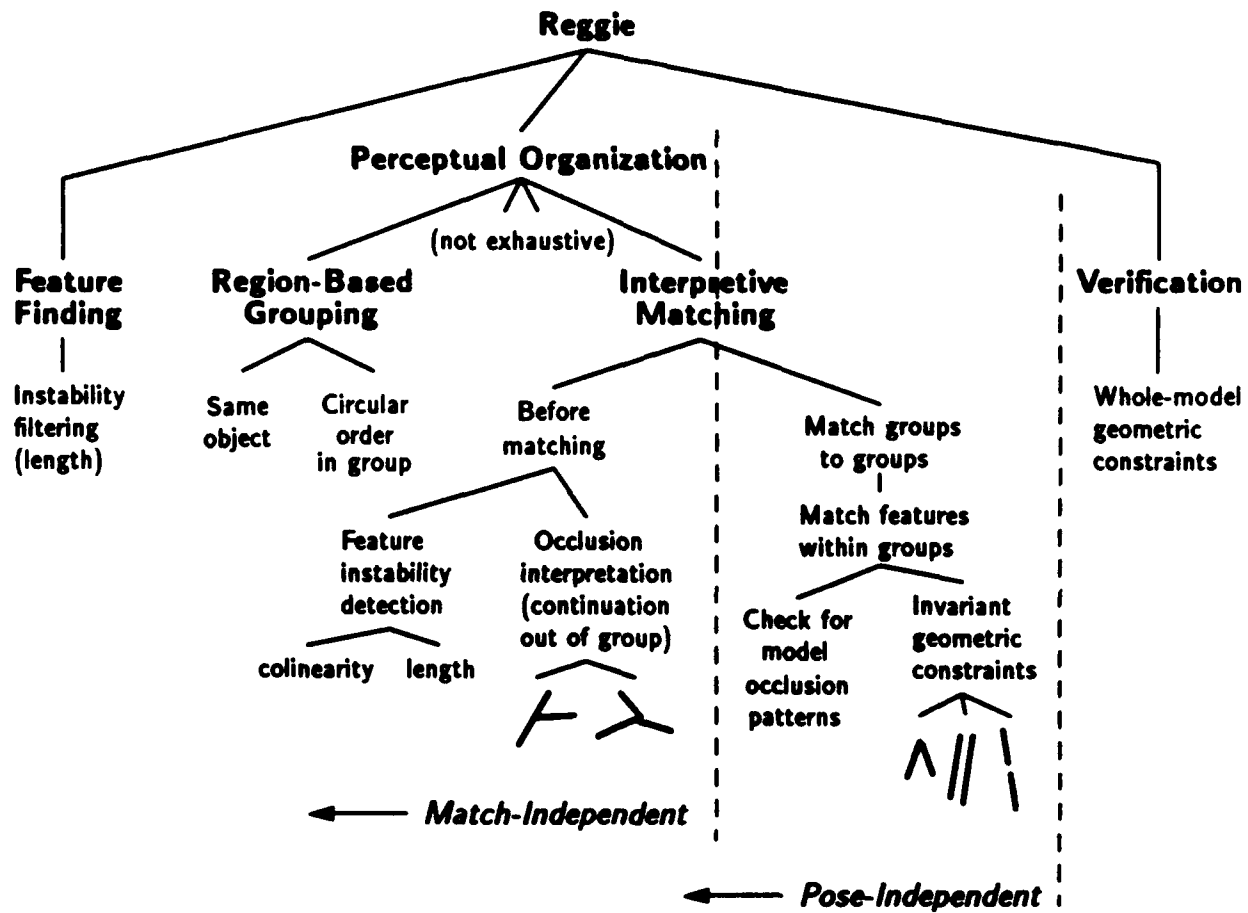 Reggie
Perceptual Organization
(not exhaustive)
Feature
Finding
Region-Based
Grouping
Interpretive
Matching
Verification
Instability
filtering
(length)
Same
object
Circular
order
in group
Before
matching
Match groups
to groups
Whole-model
geometric
constraints
Match features
within groups
Feature
instability
detection
Occlusion
interpretation
(continuation
out of group)
Check for
model
occlusion
patterns
Invariant
geometric
constraints
colinearity
length
Match-Independent
Pose-Independent